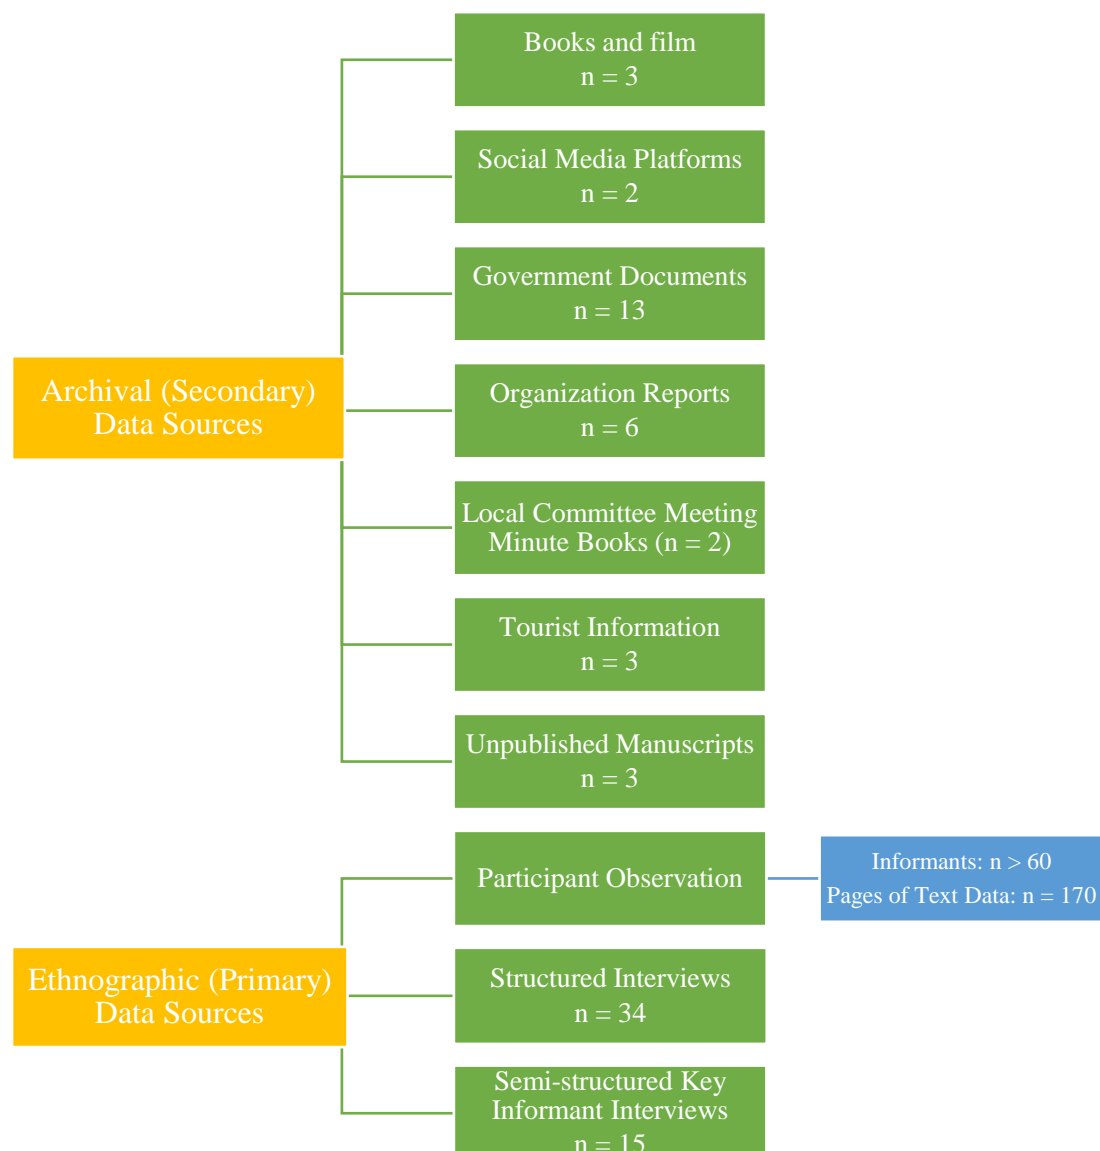 Books and film
n = 3
Social Media Platforms
n = 2
Government Documents
n = 13
Archival (Secondary)
Data Sources
Organization Reports
n = 6
Local Committee Meeting
Minute Books (n = 2)
Tourist Information
n = 3
Unpublished Manuscripts
n = 3
Participant Observation
Informants: n > 60
Pages of Text Data: n = 170
Ethnographic (Primary)
Data Sources
Structured Interviews
n = 34
Semi-structured Key
Informant Interviews
n = 15